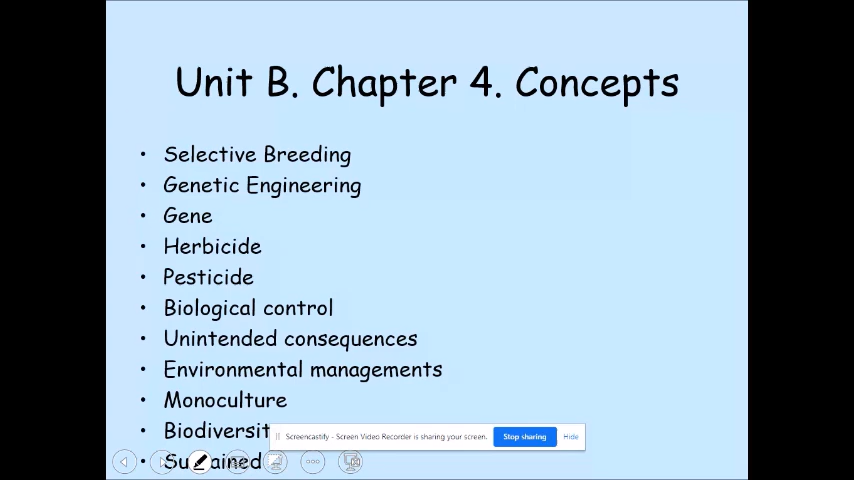 Unit B. Chapter 4. Concepts
• Selective Breeding
• Genetic Engineering
• Gene
• Herbicide
• Pesticide
• Biological control
• Unintended consequences
• Environmental managements
• Monoculture
Screencastify - Screen Video Recorder is sharing your screen. Stop sharing Hide